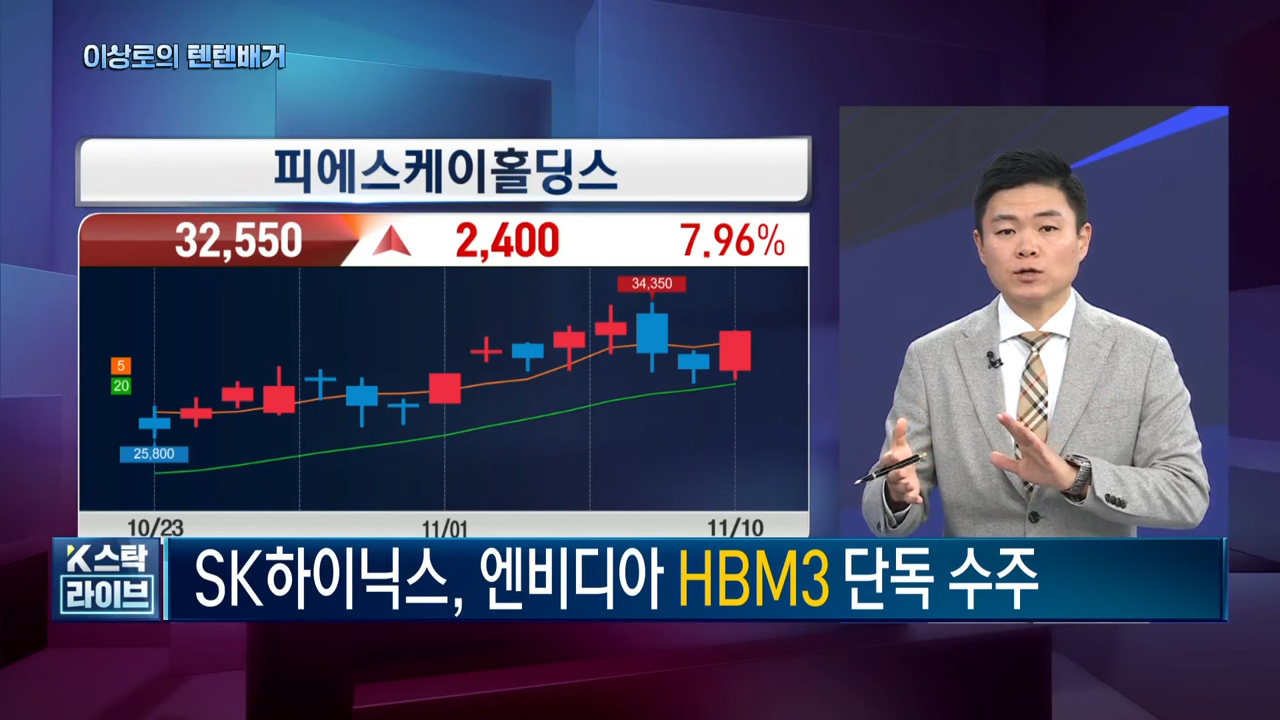 이상로의 텐텐배거
피에스케이홀딩스
32,550 2,400 7.96%
34,350
5
20
25,800
10/23 11/01 11/10
K스탁
라이브
SK하이닉스, 엔비디아 HBM3 단독 수주